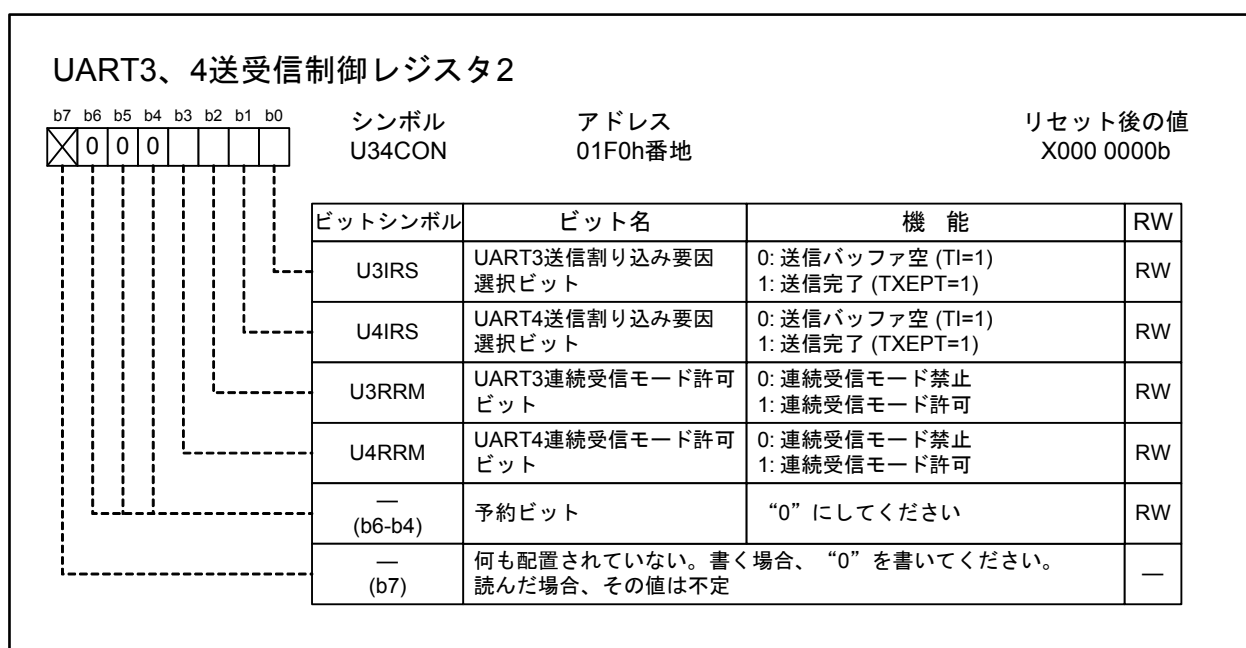 UART3、4送受信制御レジスタ2
b7 b6 b5 b4 b3 b2 b1 b0
0 0 0
シンボル アドレス リセット後の値
U34CON 01F0h番地 X000 0000b
ビットシンボル ビット名 機 能 RW
U3IRS UART3送信割り込み要因 0: 送信バッファ空 (TI=1) RW
選択ビット 1: 送信完了 (TXEPT=1)
U4IRS UART4送信割り込み要因 0: 送信バッファ空 (TI=1) RW
選択ビット 1: 送信完了 (TXEPT=1)
U3RRM UART3連続受信モード許可 0: 連続受信モード禁止 RW
ビット 1: 連続受信モード許可
U4RRM UART4連続受信モード許可 0: 連続受信モード禁止 RW
ビット 1: 連続受信モード許可
— 予約ビット “0”にしてください RW
(b6-b4)
— 何も配置されていない。書く場合、“0”を書いてください。 —
(b7) 読んだ場合、その値は不定